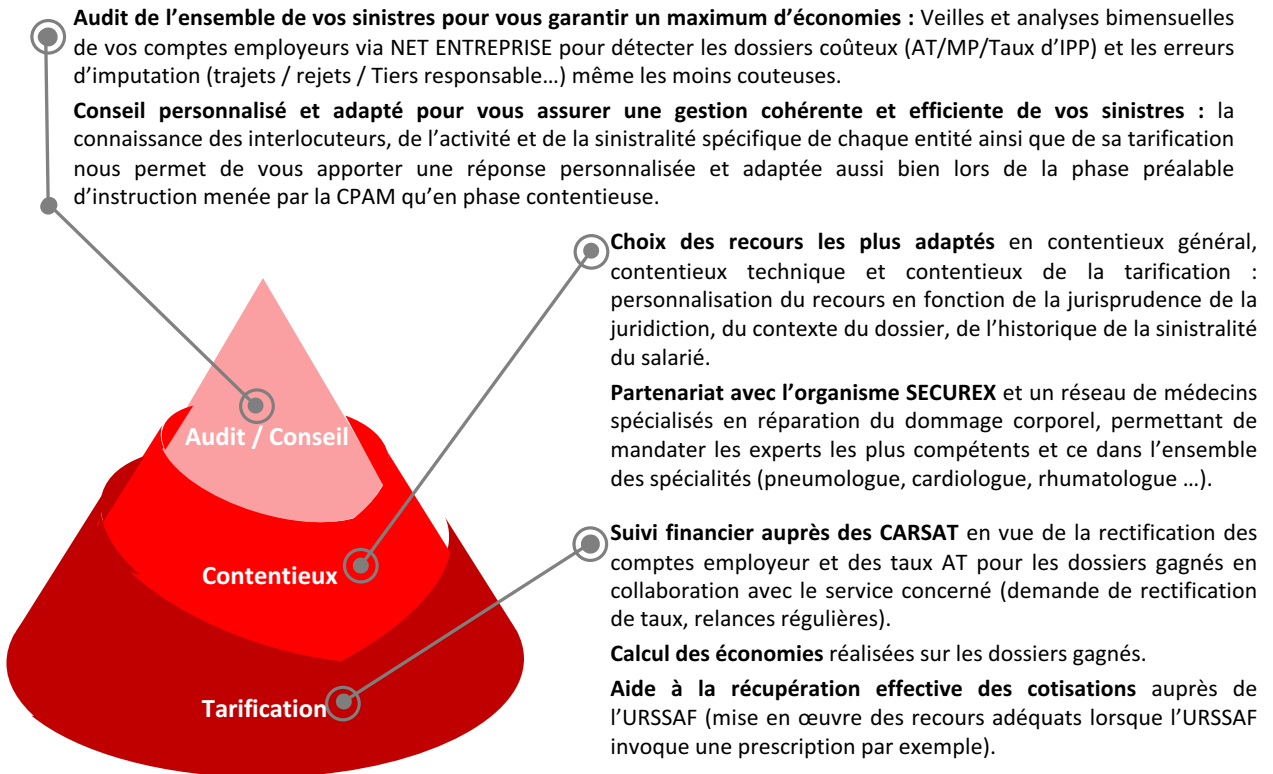 Audit de l’ensemble de vos sinistres pour vous garantir un maximum d’économies : Veilles et analyses bimensuelles
de vos comptes employeurs via NET ENTREPRISE pour détecter les dossiers coûteux (AT/MP/Taux d’IPP) et les erreurs
d’imputation (trajets / rejets / Tiers responsable…) même les moins couteuses.
Conseil personnalisé et adapté pour vous assurer une gestion cohérente et efficiente de vos sinistres : la
connaissance des interlocuteurs, de l’activité et de la sinistralité spécifique de chaque entité ainsi que de sa tarification
nous permet de vous apporter une réponse personnalisée et adaptée aussi bien lors de la phase préalable
d’instruction menée par la CPAM qu’en phase contentieuse.
Choix des recours les plus adaptés en contentieux général,
contentieux technique et contentieux de la tarification :
personnalisation du recours en fonction de la jurisprudence de la
juridiction, du contexte du dossier, de l’historique de la sinistralité
du salarié.
Partenariat avec l’organisme SECUREX et un réseau de médecins
spécialisés en réparation du dommage corporel, permettant de
mandater les experts les plus compétents et ce dans l’ensemble
des spécialités (pneumologue, cardiologue, rhumatologue …).
Suivi financier auprès des CARSAT en vue de la rectification des
comptes employeur et des taux AT pour les dossiers gagnés en
collaboration avec le service concerné (demande de rectification
de taux, relances régulières).
Calcul des économies réalisées sur les dossiers gagnés.
Aide à la récupération effective des cotisations auprès de
l’URSSAF (mise en œuvre des recours adéquats lorsque l’URSSAF
invoque une prescription par exemple).
Audit / Conseil
Contentieux
Tarification